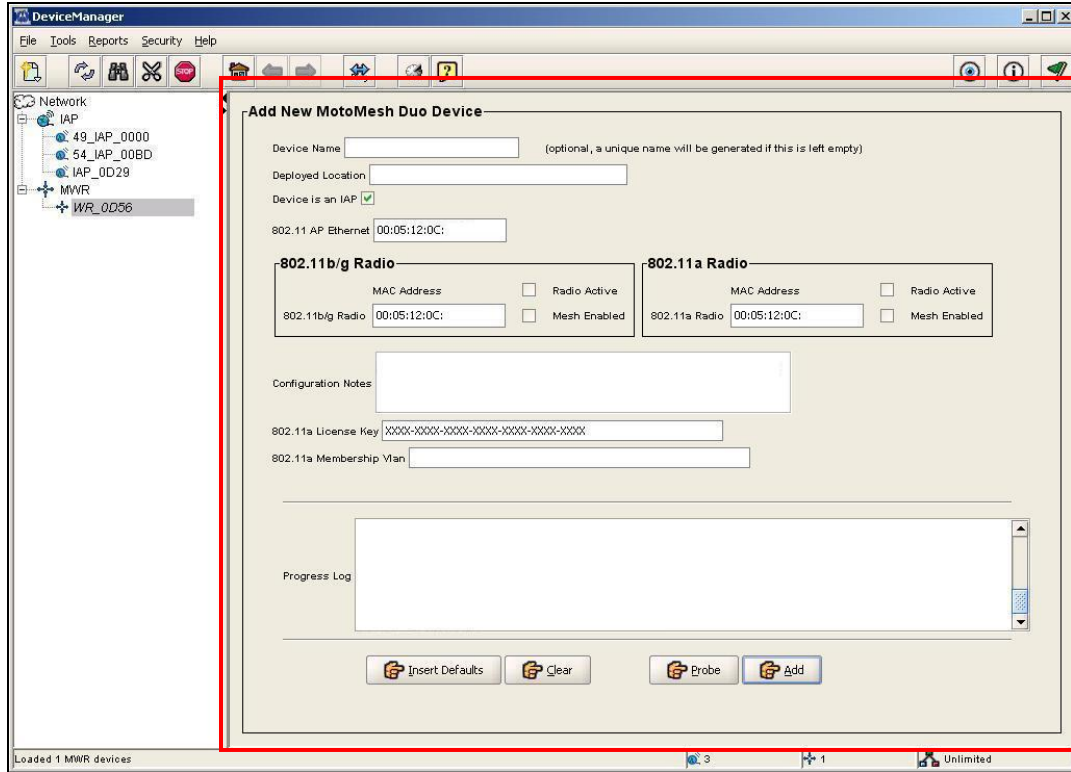 DeviceManager
File Tools Reports Security Help
STOP
?
Network
IAP
49_IAP_0000
54_IAP_00BD
IAP_0D29
MWR
WR_0D56
Add New MotoMesh Duo Device
Device Name (optional, a unique name will be generated if this is left empty)
Deployed Location
Device is an IAP
802.11 AP Ethernet 00:05:12:0C:
802.11b/g Radio
MAC Address Radio Active
802.11b/g Radio 00:05:12:0C: Mesh Enabled
802.11a Radio
MAC Address Radio Active
802.11a Radio 00:05:12:0C: Mesh Enabled
Configuration Notes
802.11a License Key XXXX-XXXX-XXXX-XXXX-XXXX-XXXX-XXXX
802.11a Membership Vlan
Progress Log
Insert Defaults Clear Probe Add
Loaded 1 MWR devices 3 1 Unlimited